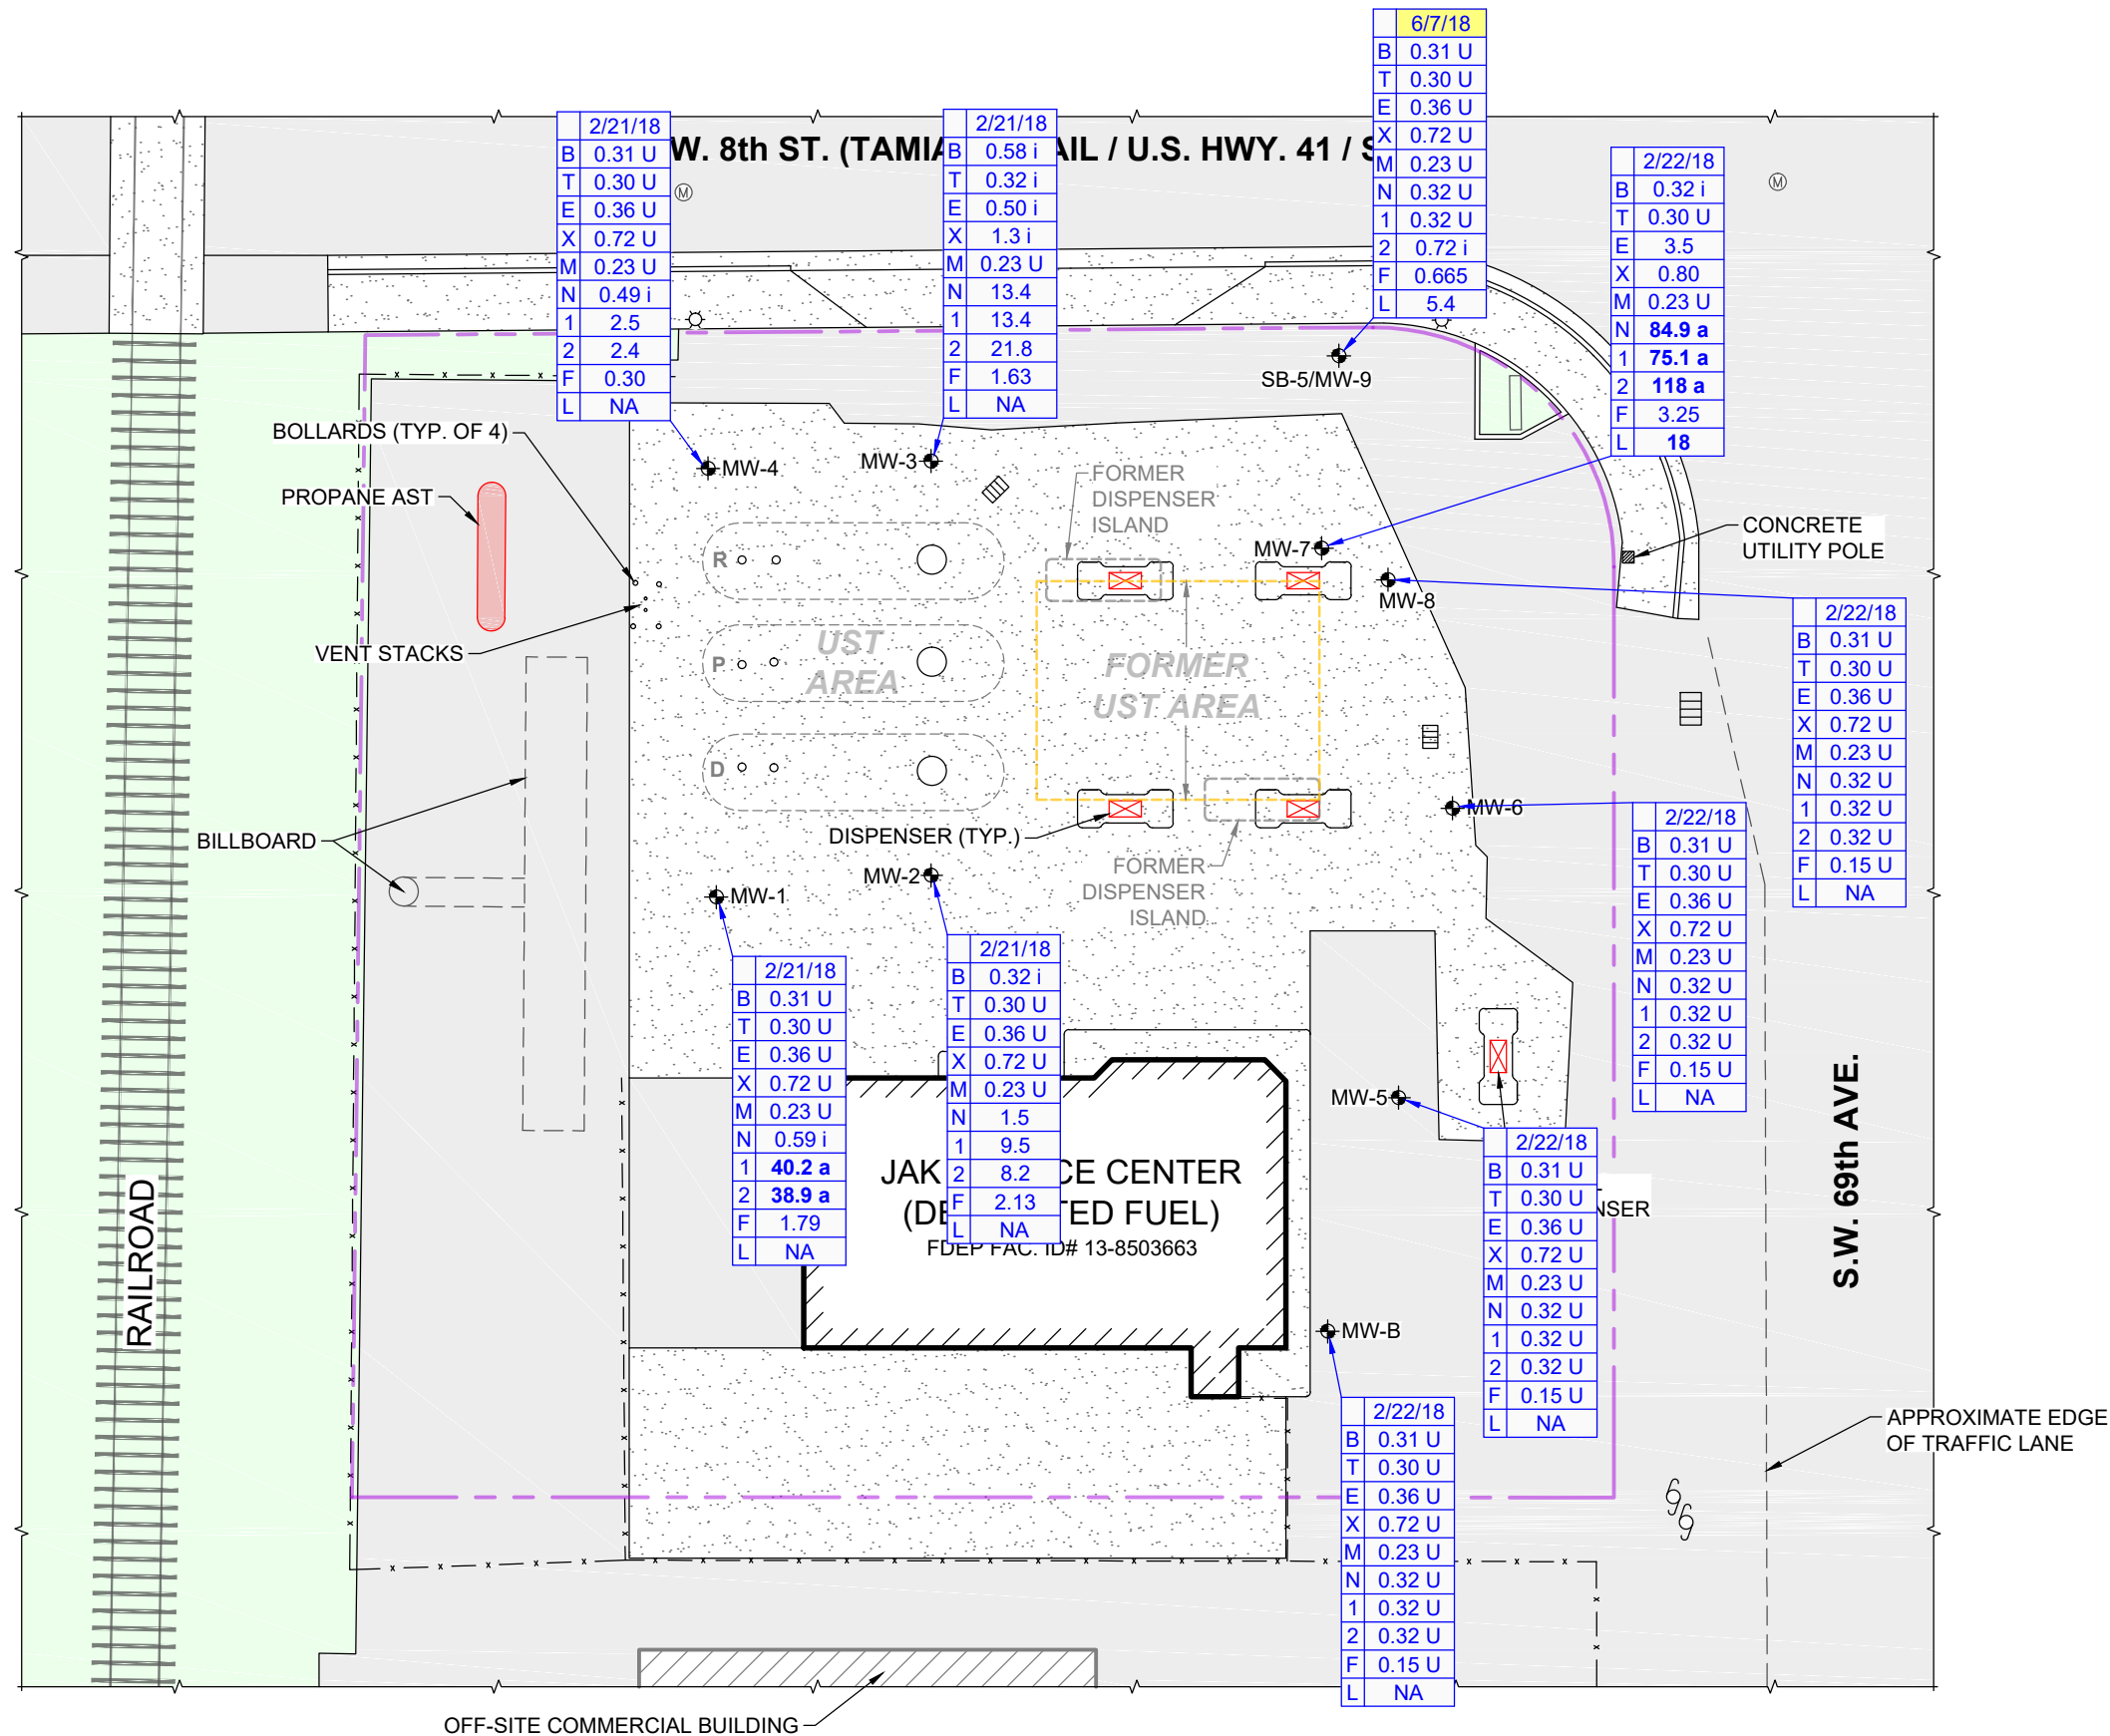 6/7/18
B 0.31 U
T 0.30 U
E 0.36 U
X 0.72 U
M 0.23 U
N 0.32 U
1 0.32 U
2 0.72 i
F 0.665
L 5.4
2/21/18
B 0.31 U
T 0.30 U
E 0.36 U
X 0.72 U
M 0.23 U
N 0.49 i
1 2.5
2 2.4
F 0.30
L NA
2/21/18
B 0.58 i
T 0.32 i
E 0.50 i
X 1.3 i
M 0.23 U
N 13.4
1 13.4
2 21.8
F 1.63
L NA
W. 8th ST. (TAMIA AIL / U.S. HWY. 41 / S
M
M
2/22/18
B 0.32 i
T 0.30 U
E 3.5
X 0.80
M 0.23 U
N 84.9 a
1 75.1 a
2 118 a
F 3.25
L 18
SB-5/MW-9
BOLLARDS (TYP. OF 4)
MW-4
MW-3
PROPANE AST
FORMER
DISPENSER
ISLAND
CONCRETE
UTILITY POLE
MW-7
R
MW-8
2/22/18
B 0.31 U
T 0.30 U
E 0.36 U
X 0.72 U
M 0.23 U
N 0.32 U
1 0.32 U
2 0.32 U
F 0.15 U
L NA
VENT STACKS
P
UST
AREA
FORMER
UST AREA
D
MW-6
2/22/18
B 0.31 U
T 0.30 U
E 0.36 U
X 0.72 U
M 0.23 U
N 0.32 U
1 0.32 U
2 0.32 U
F 0.15 U
L NA
BILLBOARD
DISPENSER (TYP.)
FORMER
DISPENSER
ISLAND
MW-2
MW-1
2/21/18
B 0.31 U
T 0.30 U
E 0.36 U
X 0.72 U
M 0.23 U
N 0.59 i
1 40.2 a
2 38.9 a
F 1.79
L NA
2/21/18
B 0.32 i
T 0.30 U
E 0.36 U
X 0.72 U
M 0.23 U
N 1.5
1 9.5
2 8.2
F 2.13
L NA
MW-5
2/22/18
B 0.31 U
T 0.30 U
E 0.36 U
X 0.72 U
M 0.23 U
N 0.32 U
1 0.32 U
2 0.32 U
F 0.15 U
L NA
NSER
JAK CE CENTER
(DE TED FUEL)
FDEP FAC. ID# 13-8503663
RAILROAD
S.W. 69th AVE.
MW-B
2/22/18
B 0.31 U
T 0.30 U
E 0.36 U
X 0.72 U
M 0.23 U
N 0.32 U
1 0.32 U
2 0.32 U
F 0.15 U
L NA
APPROXIMATE EDGE
OF TRAFFIC LANE
OFF-SITE COMMERCIAL BUILDING